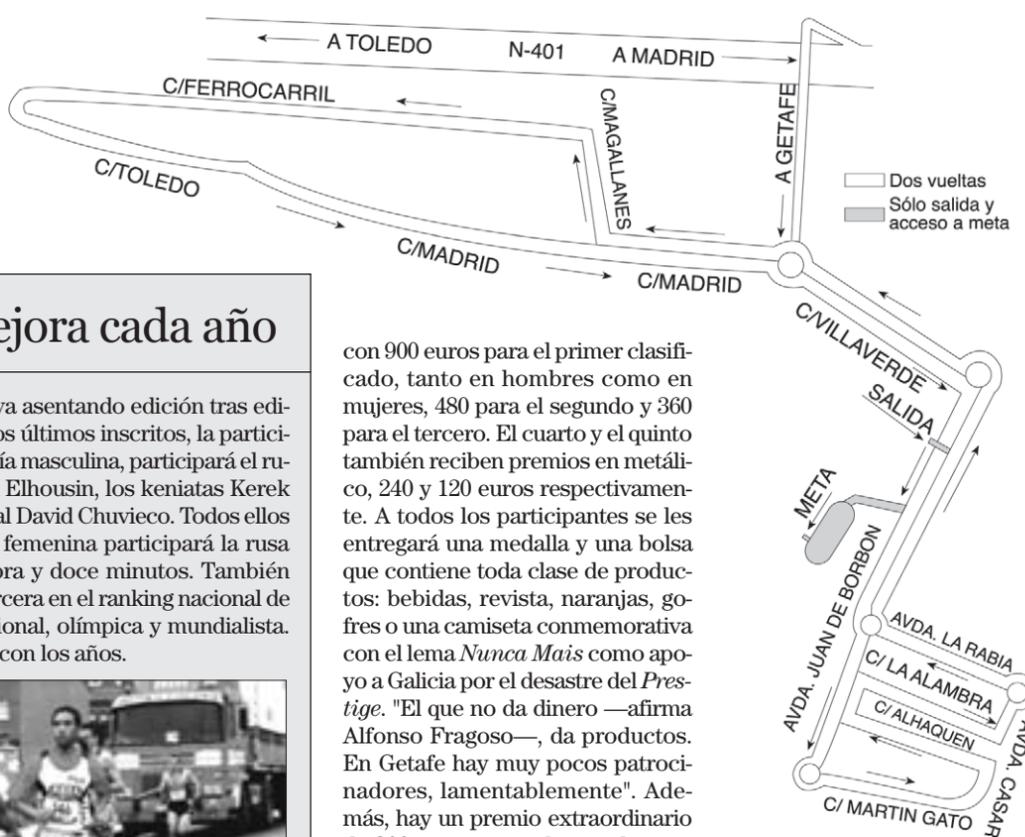 A TOLEDO N-401 A MADRID
C/FERROCARRIL
C/MAGALLANES
A GETAFE
C/TOLEDO
C/MADRID
C/MADRID
Dos vueltas
Sólo salida y
acceso a meta
C/VILLAVERDE
SALIDA
META
AVDA. JUAN DE BORBON
AVDA. LA RABIA
C/ LA ALAMBRA
C/ ALHAQUEN
C/ MARTIN GATO
AVDA. CASAR
ejora cada año
va asentando edición tras edi-
os últimos inscritos, la partici-
ía masculina, participará el ru-
Elhousin, los keniatas Kerek
al David Chuvieco. Todos ellos
femenina participará la rusa
ora y doce minutos. También
rcera en el ranking nacional de
ional, olímpica y mundialista.
con los años.
con 900 euros para el primer clasifi-
cado, tanto en hombres como en
mujeres, 480 para el segundo y 360
para el tercero. El cuarto y el quinto
también reciben premios en metáli-
co, 240 y 120 euros respectivamen-
te. A todos los participantes se les
entregará una medalla y una bolsa
que contiene toda clase de produc-
tos: bebidas, revista, naranjas, go-
fres o una camiseta conmemorativa
con el lema Nunca Mais como apo-
yo a Galicia por el desastre del Pres-
tige. "El que no da dinero —afirma
Alfonso Fragoso—, da productos.
En Getafe hay muy pocos patroci-
nadores, lamentablemente". Ade-
más, hay un premio extraordinario